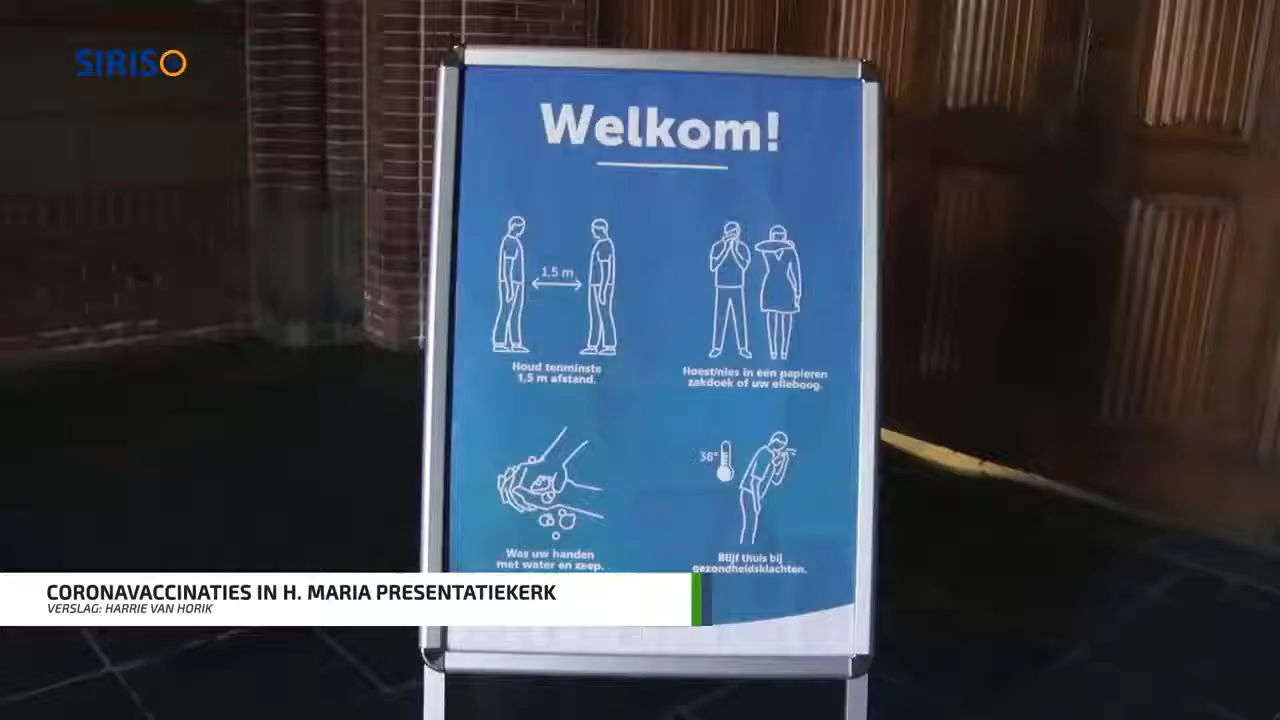 SIRISO
Welkom!
1,5 m
Houd tenminste
1,5 m afstand.
Hoest/nies in een papieren
zakdoek of uw elleboog.
38°
Was uw handen
met water en zeep.
Blijf thuis bij
gezondheidsklachten.
CORONAVACCINATIES IN H. MARIA PRESENTATIEKERK
VERSLAG: HARRIE VAN HORIK